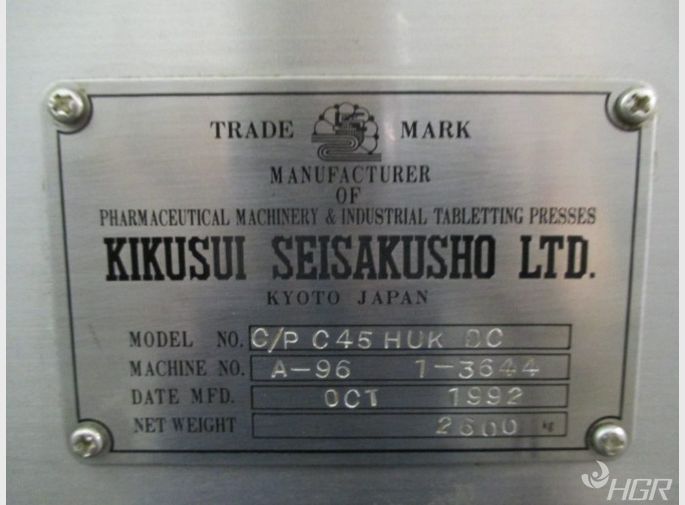 TRADE MARK
MANUFACTURER
OF
PHARMACEUTICAL MACHINERY & INDUSTRIAL TABLETTING PRESSES
KIKUSUI SEISAKUSHO LTD.
KYOTO JAPAN
MODEL NO. C/P C45 HUK DC
MACHINE NO. A-96 1-3644
DATE MFD. OCT 1992
NET WEIGHT 2600 kg
HGR